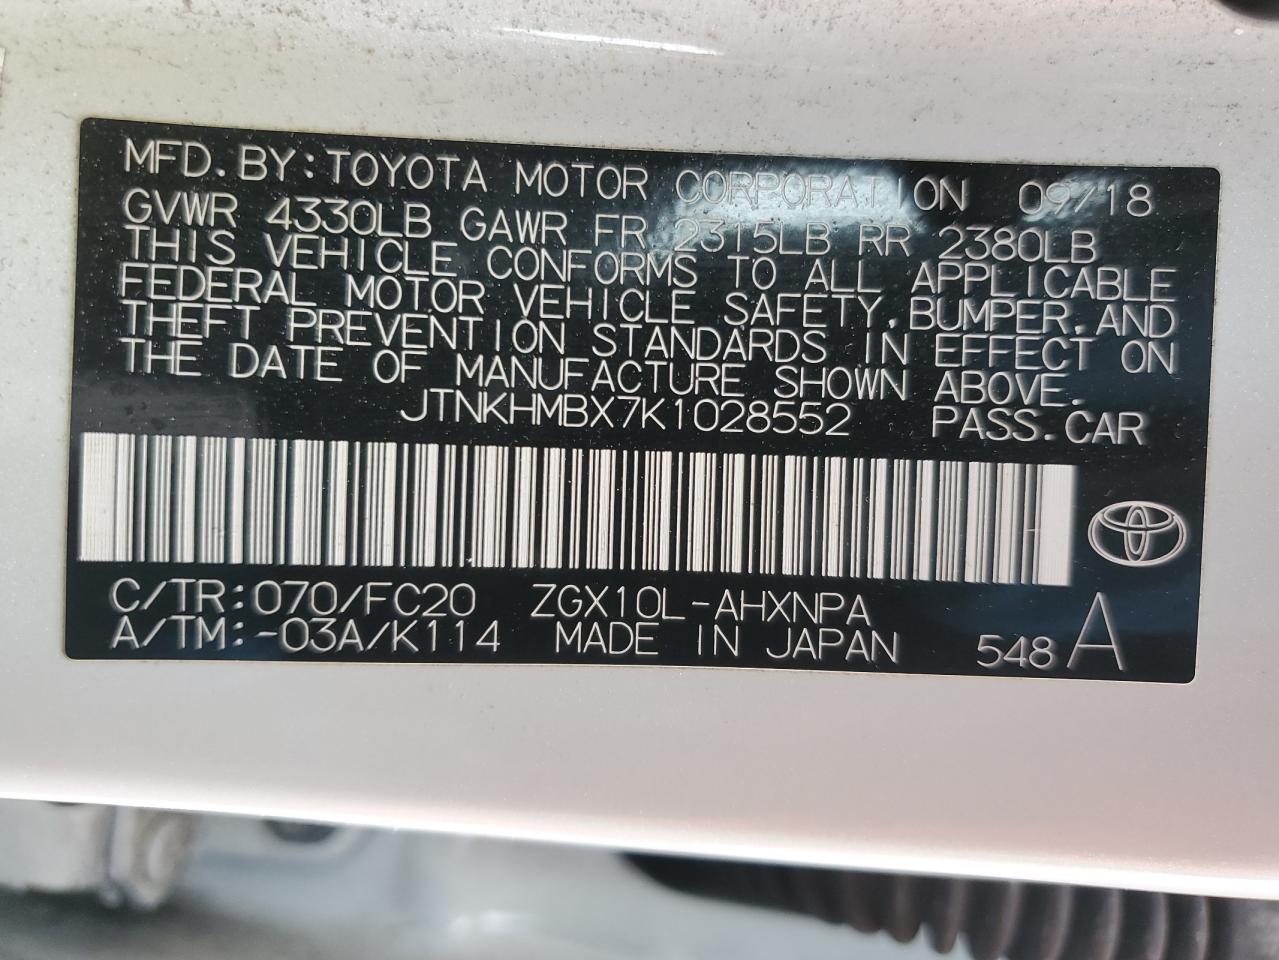 MFD.BY:TOYOTA MOTOR CORPORATION 09/18
GVWR 4330LB GAWR FR 2315LB RR 2380LB
THIS VEHICLE CONFORMS TO ALL APPLICABLE
FEDERAL MOTOR VEHICLE SAFETY,BUMPER,AND
THEFT PREVENTION STANDARDS IN EFFECT ON
THE DATE OF MANUFACTURE SHOWN ABOVE.
JTNKHMBX7K1028552 PASS.CAR
C/TR:070/FC20 ZGX10L-AHXNPA
A/TM:-03A/K114 MADE IN JAPAN 548 A